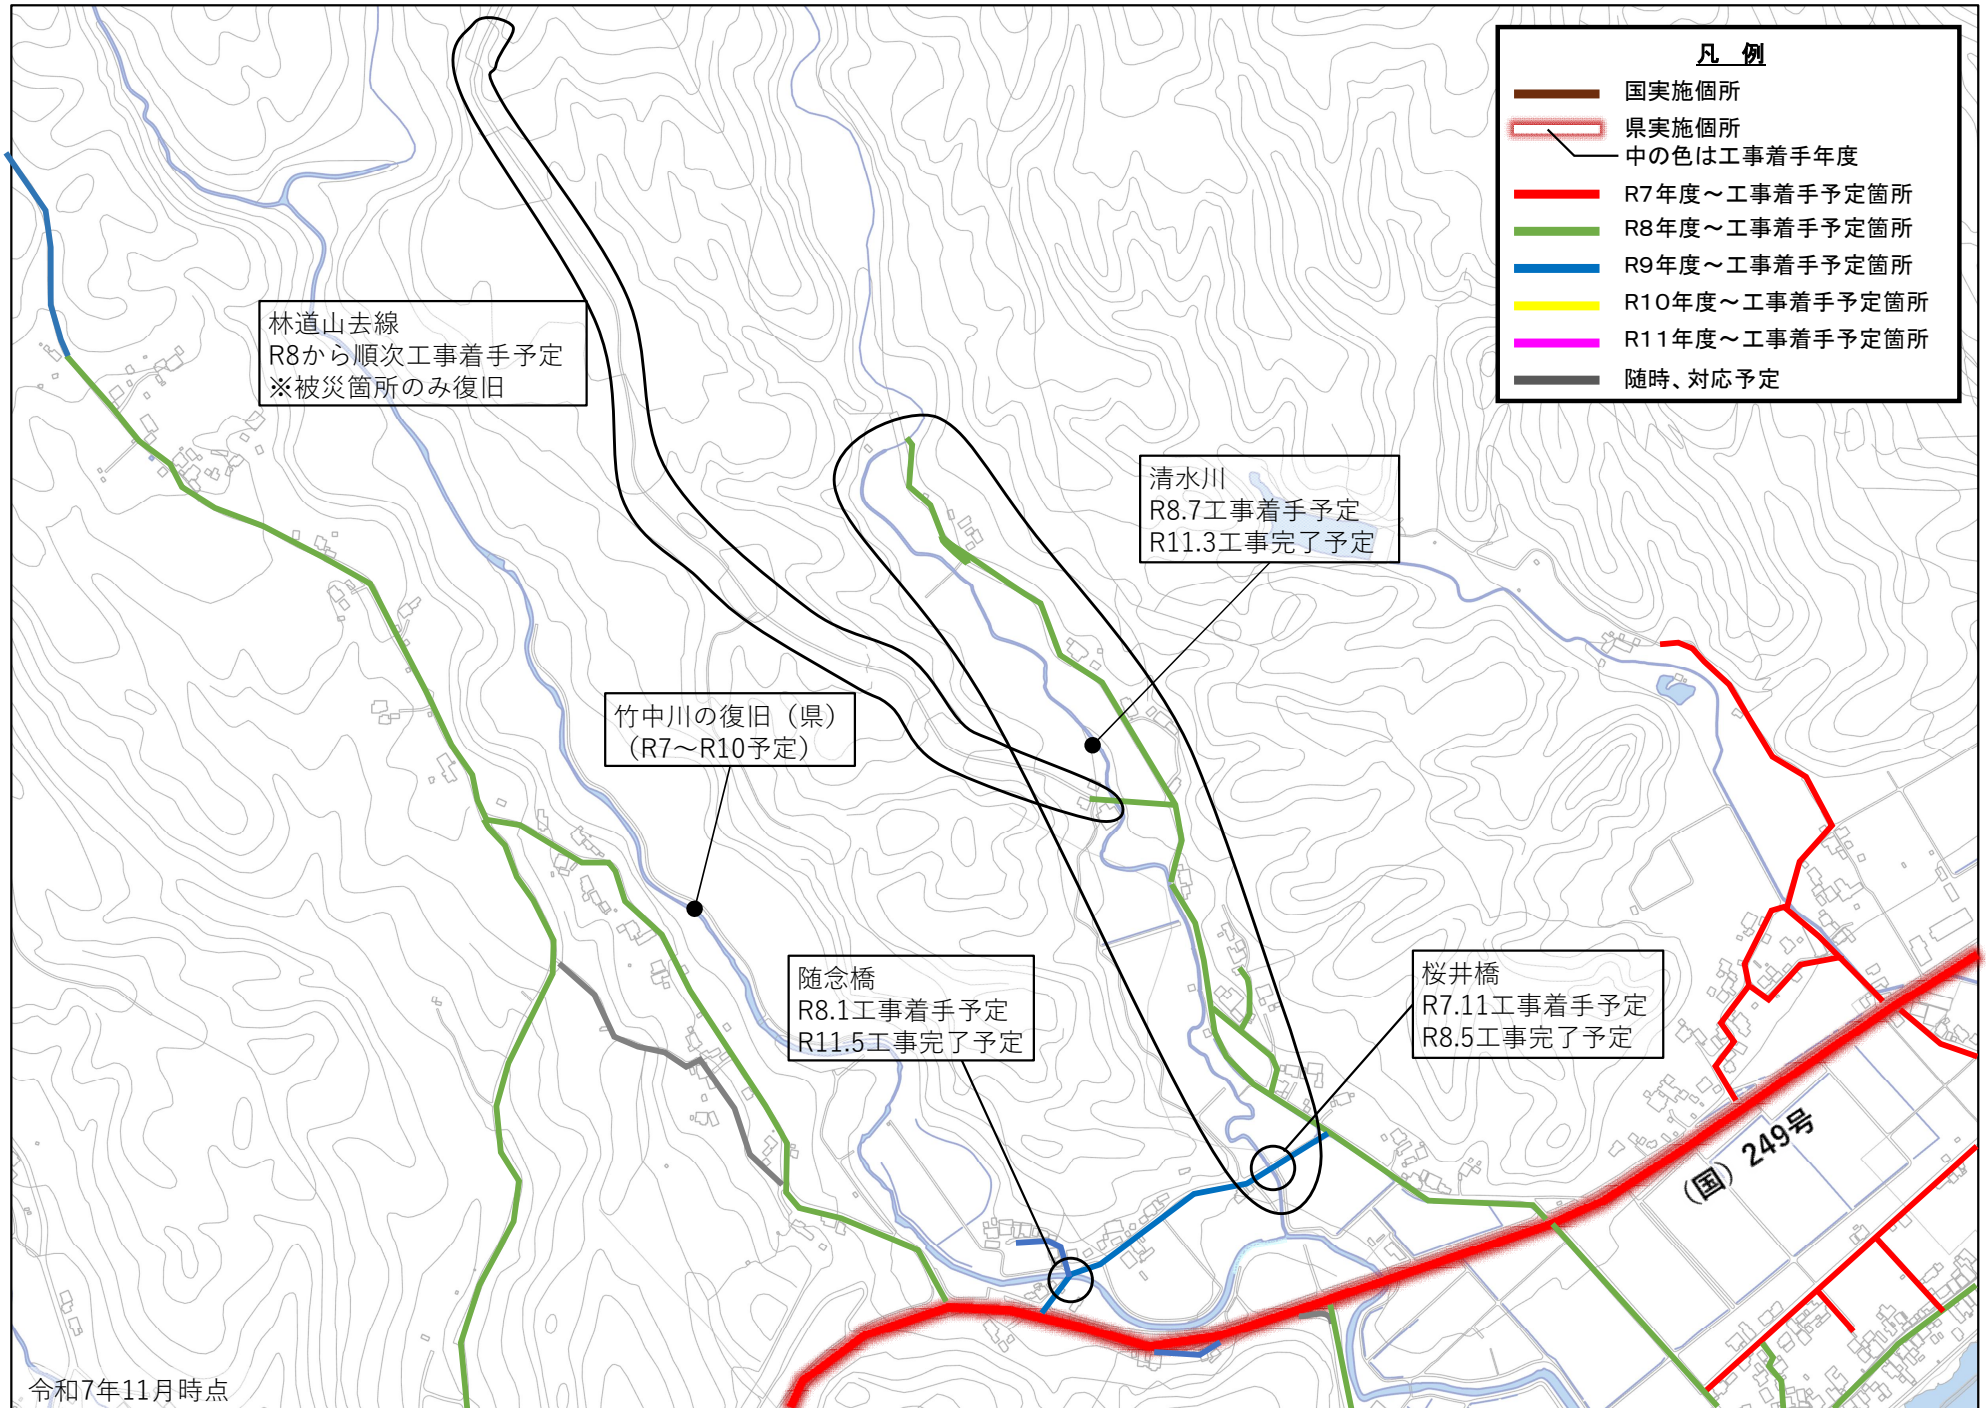 凡 例
国実施個所
県実施個所
中の色は工事着手年度
R7年度～工事着手予定箇所
R8年度～工事着手予定箇所
R9年度～工事着手予定箇所
R10年度～工事着手予定箇所
R11年度～工事着手予定箇所
随時、対応予定
林道山去線
R8から順次工事着手予定
※被災箇所のみ復旧
清水川
R8.7工事着手予定
R11.3工事完了予定
竹中川の復旧（県）
（R7～R10予定）
随念橋
R8.1工事着手予定
R11.5工事完了予定
桜井橋
R7.11工事着手予定
R8.5工事完了予定
（国）249号
令和7年11月時点